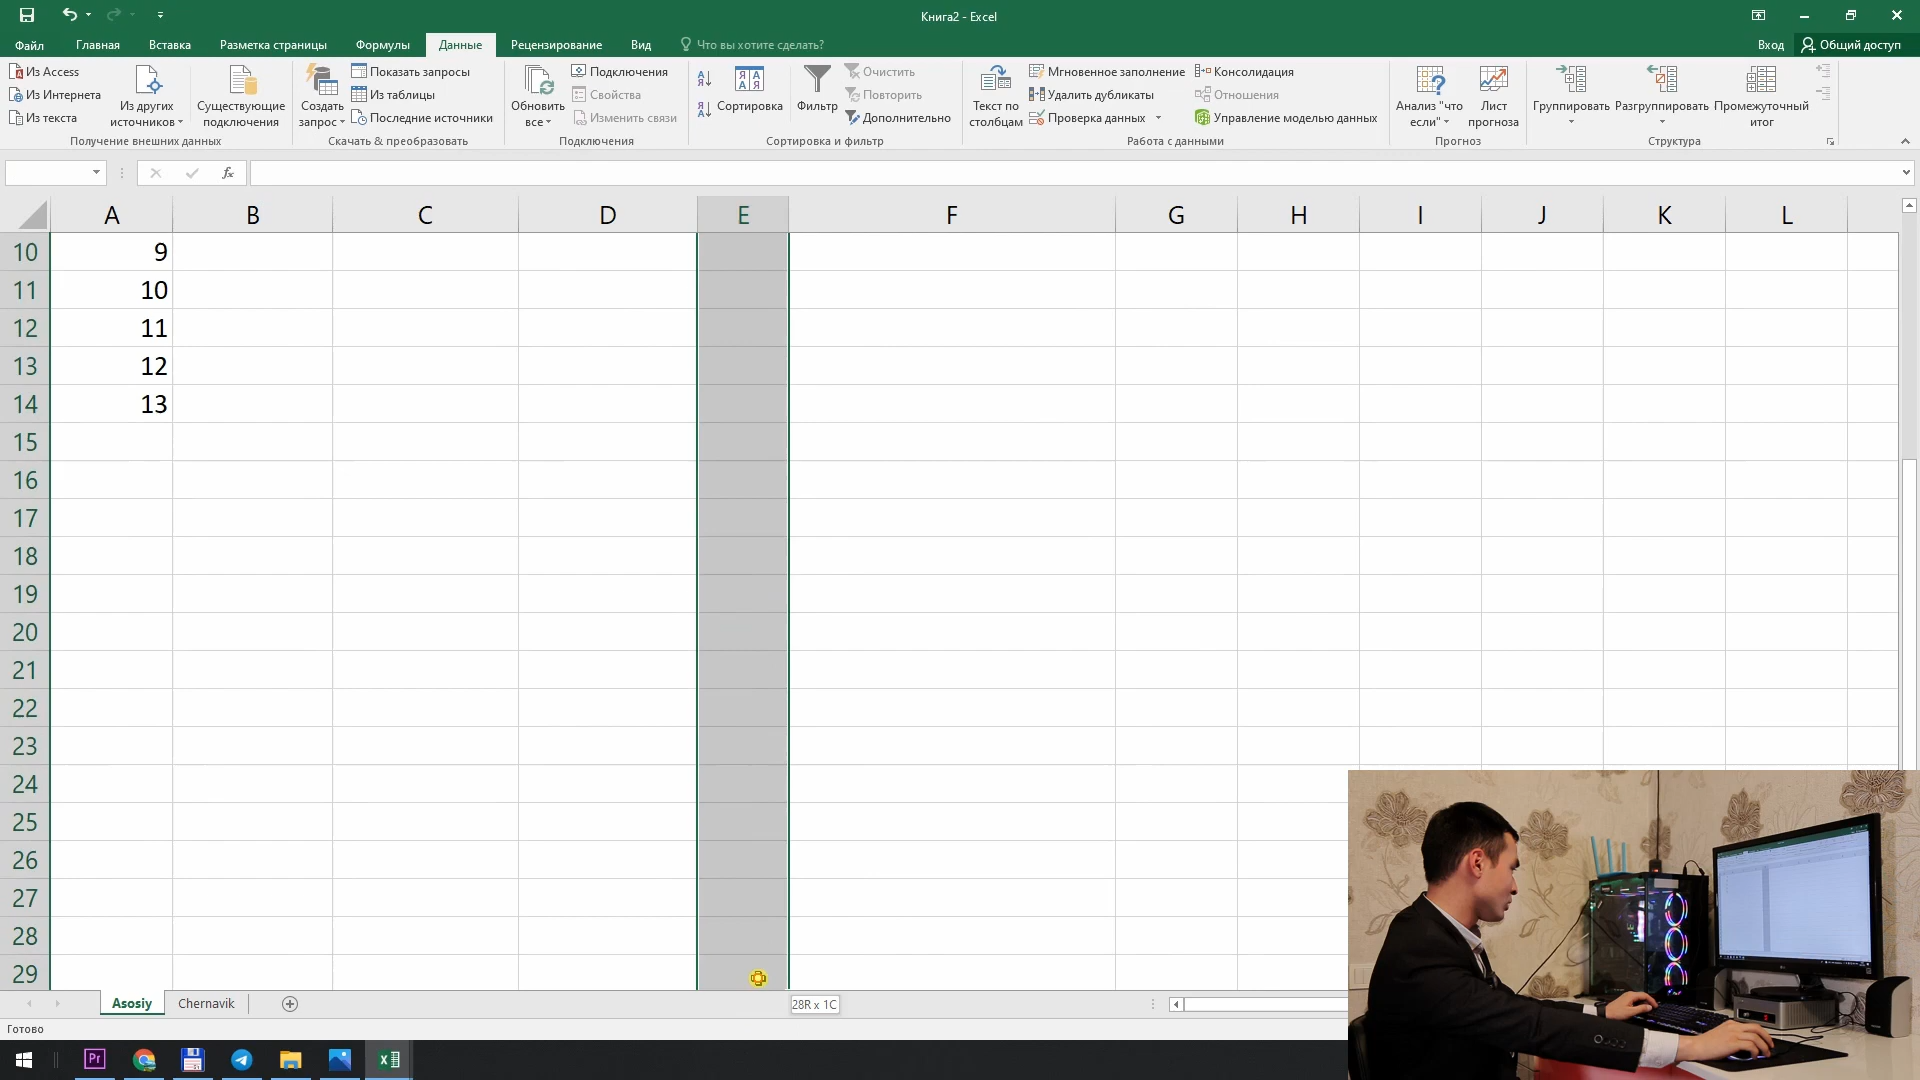 Книга2 - Excel
Файл Главная Вставка Разметка страницы Формулы Данные Рецензирование Вид Что вы хотите сделать? Вход Общий доступ
Из Access
Из Интернета
Из текста
Из других источников
Существующие подключения
Получение внешних данных
Создать запрос
Показать запросы
Из таблицы
Последние источники
Скачать & преобразовать
Обновить все
Подключения
Свойства
Изменить связи
Подключения
Сортировка
Фильтр
Очистить
Повторить
Дополнительно
Сортировка и фильтр
Текст по столбцам
Мгновенное заполнение
Удалить дубликаты
Проверка данных
Консолидация
Отношения
Управление моделью данных
Работа с данными
Анализ "что если"
Лист прогноза
Прогноз
Группировать
Разгруппировать
Промежуточный итог
Структура
fx
A B C D E F G H I J K L
10 9
11 10
12 11
13 12
14 13
15
16
17
18
19
20
21
22
23
24
25
26
27
28
29
Asosiy Chernavik
28R x 1C
Готово
Pr